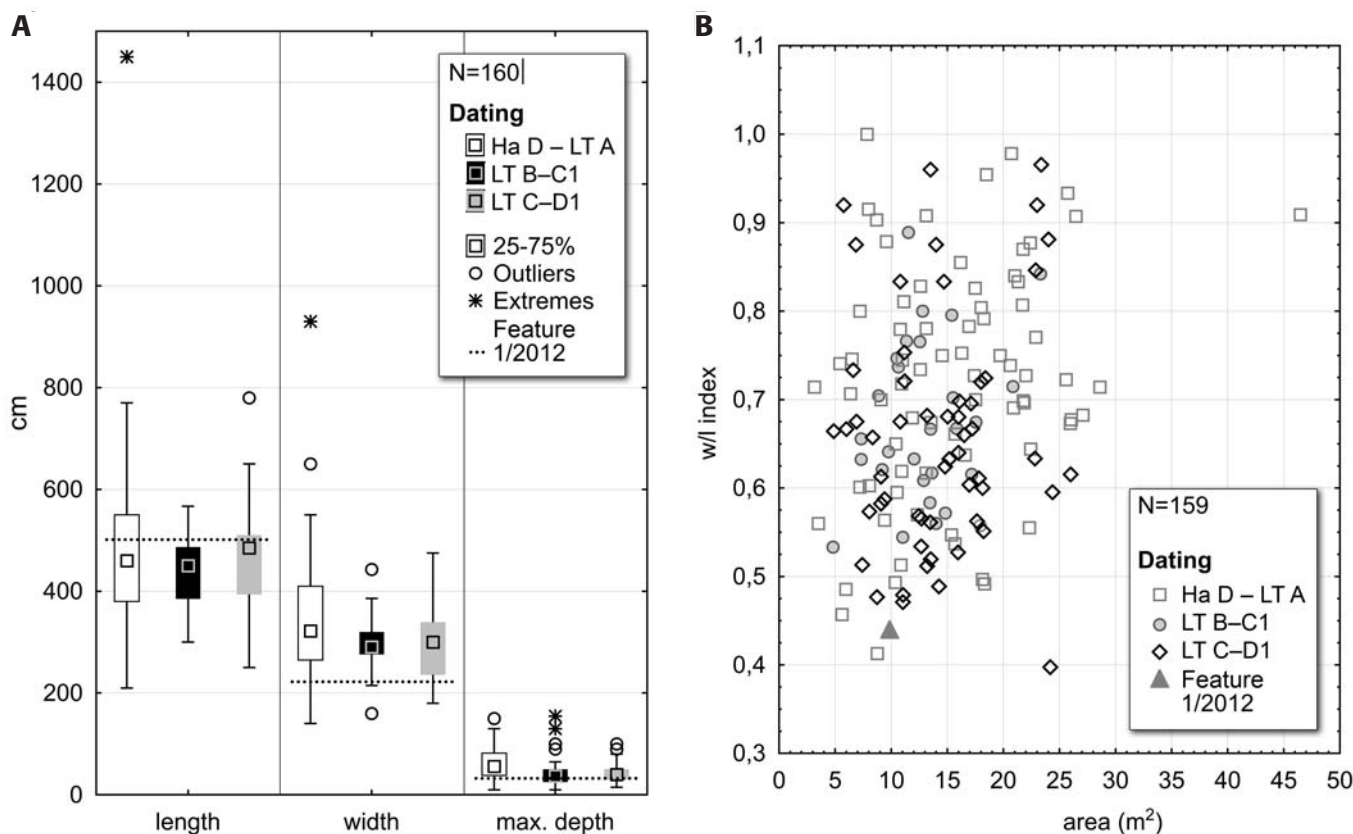 A
1400
1200
1000
800
600
400
200
0
cm
length
width
max. depth
N=160
Dating
Ha D – LT A
LT B–C1
LT C–D1
25-75%
Outliers
Extremes
Feature
1/2012
B
1,1
1,0
0,9
0,8
0,7
0,6
0,5
0,4
0,3
w/l index
0 5 10 15 20 25 30 35 40 45 50
area (m²)
N=159
Dating
Ha D – LT A
LT B–C1
LT C–D1
Feature
1/2012